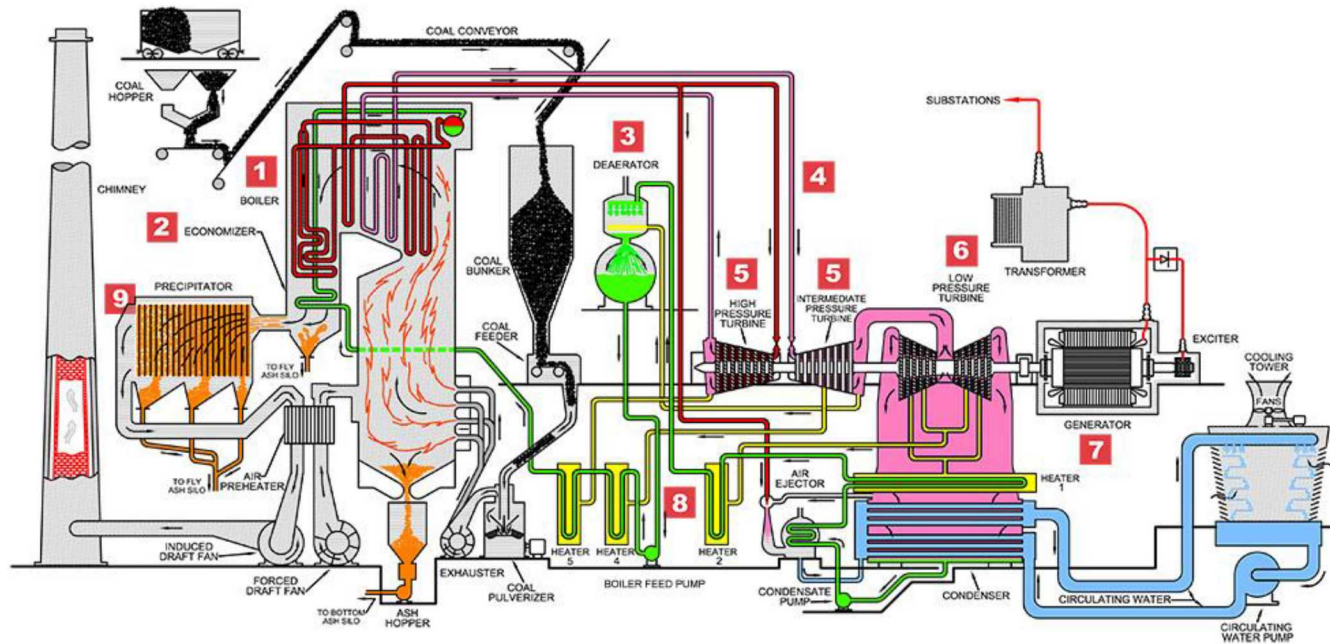 COAL CONVEYOR
COAL
HOPPER
SUBSTATIONS
3
DEAERATOR
1
BOILER
4
CHIMNEY
2
ECONOMIZER
6
LOW
PRESSURE
TURBINE
TRANSFORMER
5
HIGH
PRESSURE
TURBINE
5
INTERMEDIATE
PRESSURE
TURBINE
COAL
BUNKER
9
PRECIPITATOR
COAL
FEEDER
EXCITER
COOLING
TOWER
FANS
TO FLY
ASH SILO
GENERATOR
7
TO FLY
ASH SILO
AIR
PREHEATER
AIR
EJECTOR
HEATER
1
8
INDUCED
DRAFT FAN
FORCED
DRAFT FAN
TO BOTTOM
ASH SILO
ASH
HOPPER
EXHAUSTER
COAL
PULVERIZER
HEATER
5
HEATER
4
BOILER FEED PUMP
HEATER
2
CONDENSATE
PUMP
CONDENSER
CIRCULATING WATER
CIRCULATING
WATER PUMP